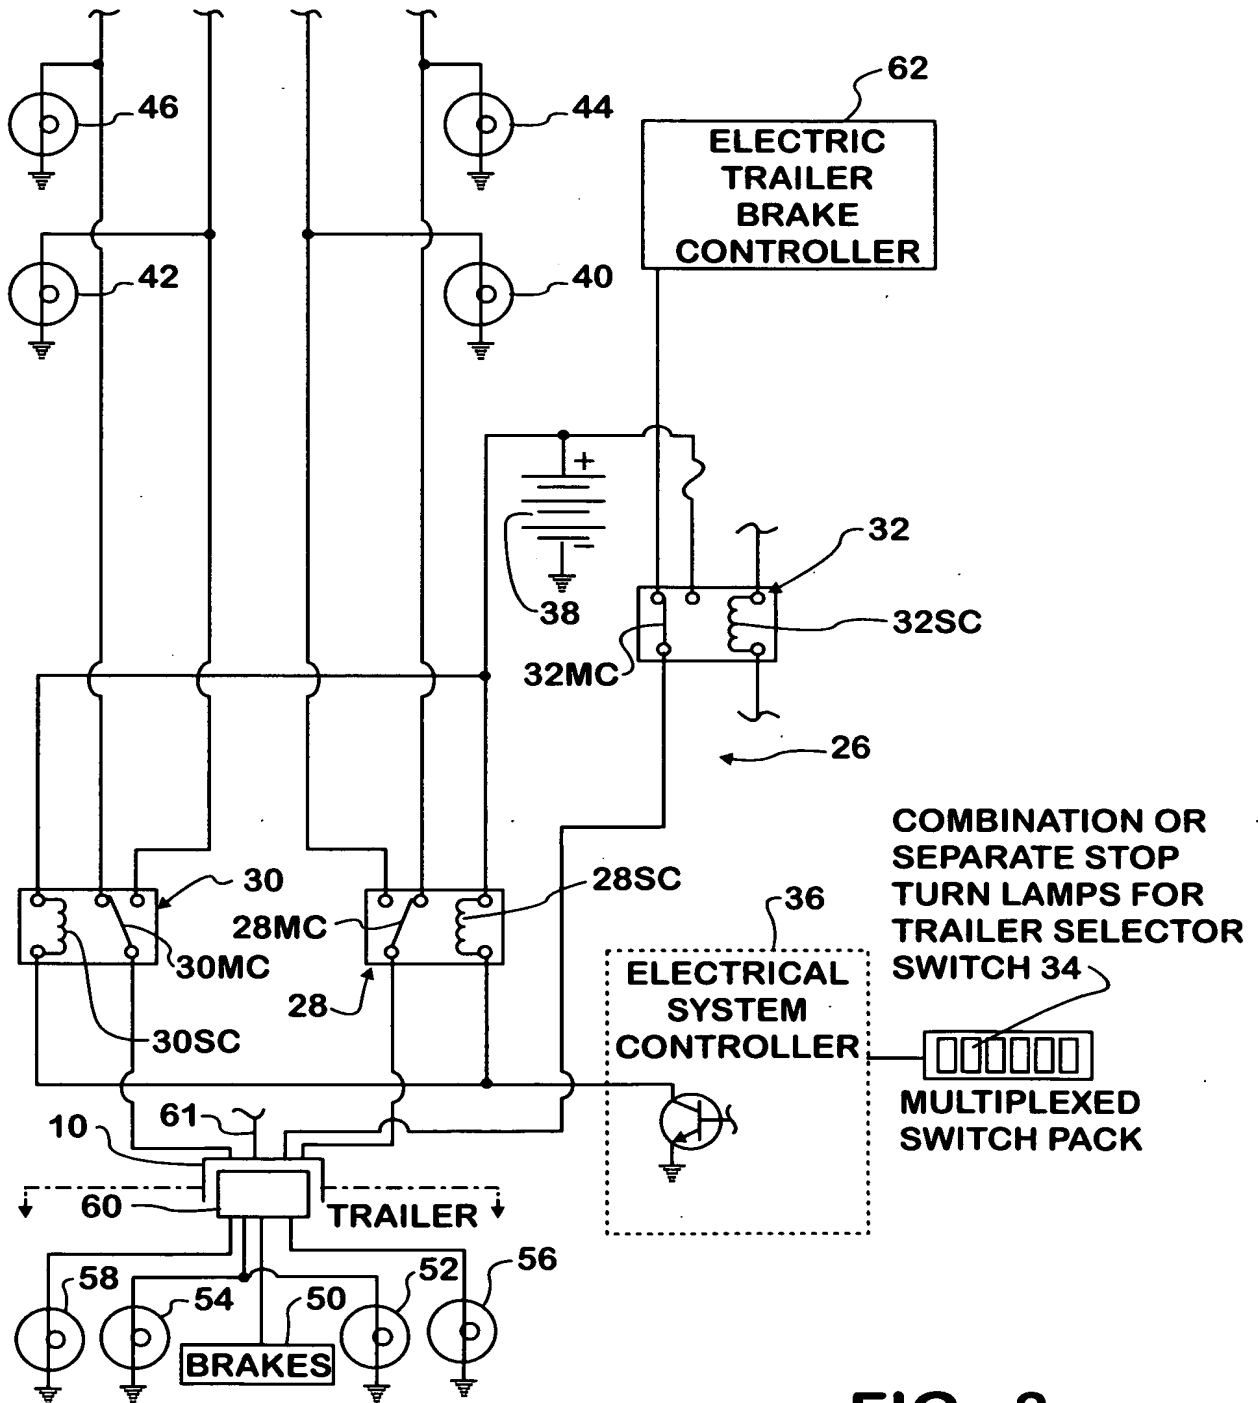 62
46
44
ELECTRIC
TRAILER
BRAKE
CONTROLLER
42
40
+
32
38
–
32SC
32MC
26
COMBINATION OR
SEPARATE STOP
TURN LAMPS FOR
TRAILER SELECTOR
SWITCH 34
30
28SC
36
28MC
30MC
ELECTRICAL
SYSTEM
CONTROLLER
28
30SC
MULTIPLEXED
SWITCH PACK
61
10
60
TRAILER
58
54
50
52
56
BRAKES